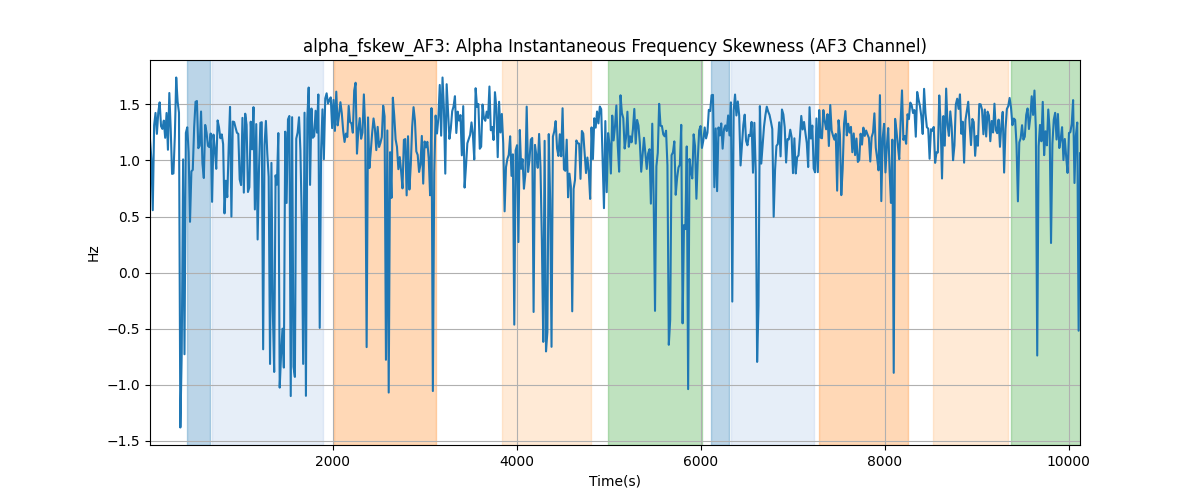 alpha_fskew_AF3: Alpha Instantaneous Frequency Skewness (AF3 Channel)
1.5
1.0
0.5
0.0
−0.5
−1.0
−1.5
Hz
2000 4000 6000 8000 10000
Time(s)